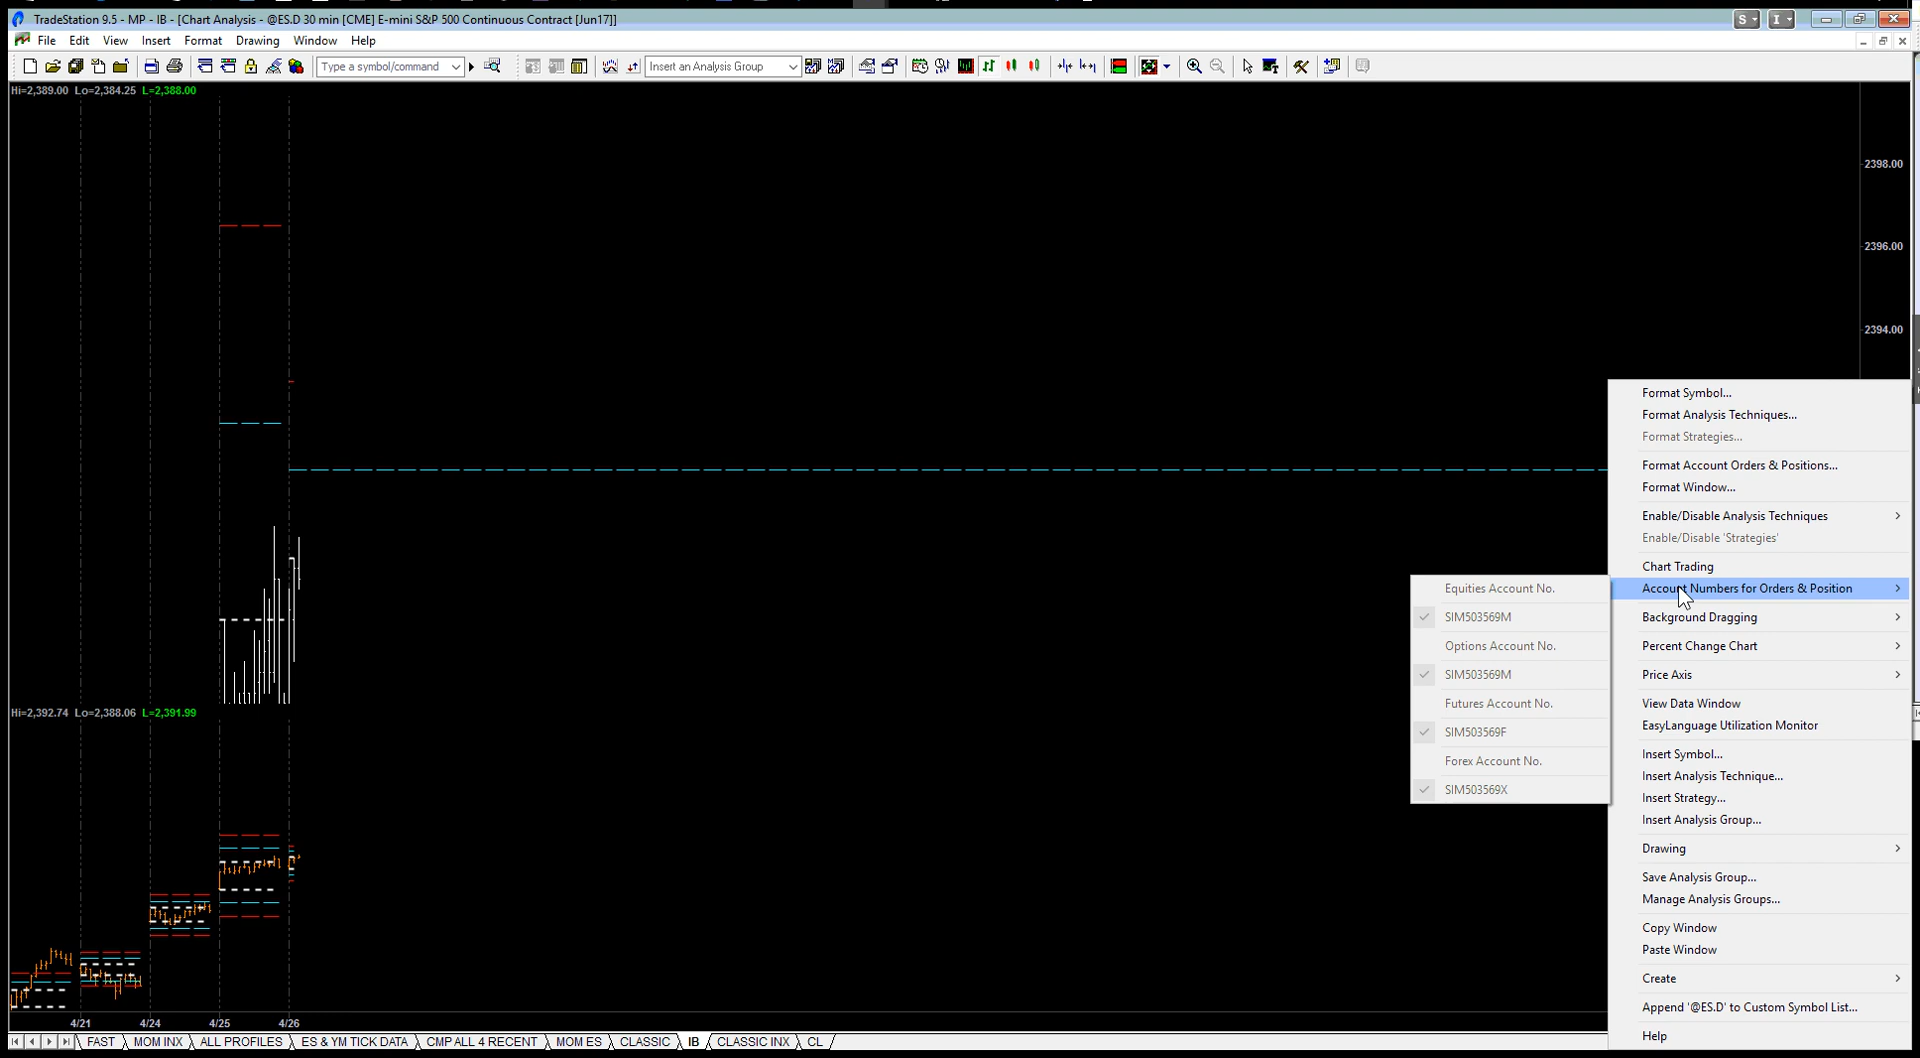 TradeStation 9.5 - MP - IB - [Chart Analysis - @ES.D 30 min [CME] E-mini S&P 500 Continuous Contract [Jun17]]
S
I
File Edit View Insert Format Drawing Window Help
Type a symbol/command
Insert an Analysis Group
Hi=2,389.00 Lo=2,384.25 L=2,388.00
2398.00
2396.00
2394.00
Format Symbol...
Format Analysis Techniques...
Format Strategies...
Format Account Orders & Positions...
Format Window...
Enable/Disable Analysis Techniques
Enable/Disable 'Strategies'
Chart Trading
Account Numbers for Orders & Position
Background Dragging
Percent Change Chart
Price Axis
View Data Window
EasyLanguage Utilization Monitor
Insert Symbol...
Insert Analysis Technique...
Insert Strategy...
Insert Analysis Group...
Drawing
Save Analysis Group...
Manage Analysis Groups...
Copy Window
Paste Window
Create
Append '@ES.D' to Custom Symbol List...
Help
Equities Account No.
SIM503569M
Options Account No.
SIM503569M
Futures Account No.
SIM503569F
Forex Account No.
SIM503569X
Hi=2,392.74 Lo=2,388.06 L=2,391.99
4/21 4/24 4/25 4/26
FAST MOM INX ALL PROFILES ES & YM TICK DATA CMP ALL 4 RECENT MOM ES CLASSIC IB CLASSIC INX CL